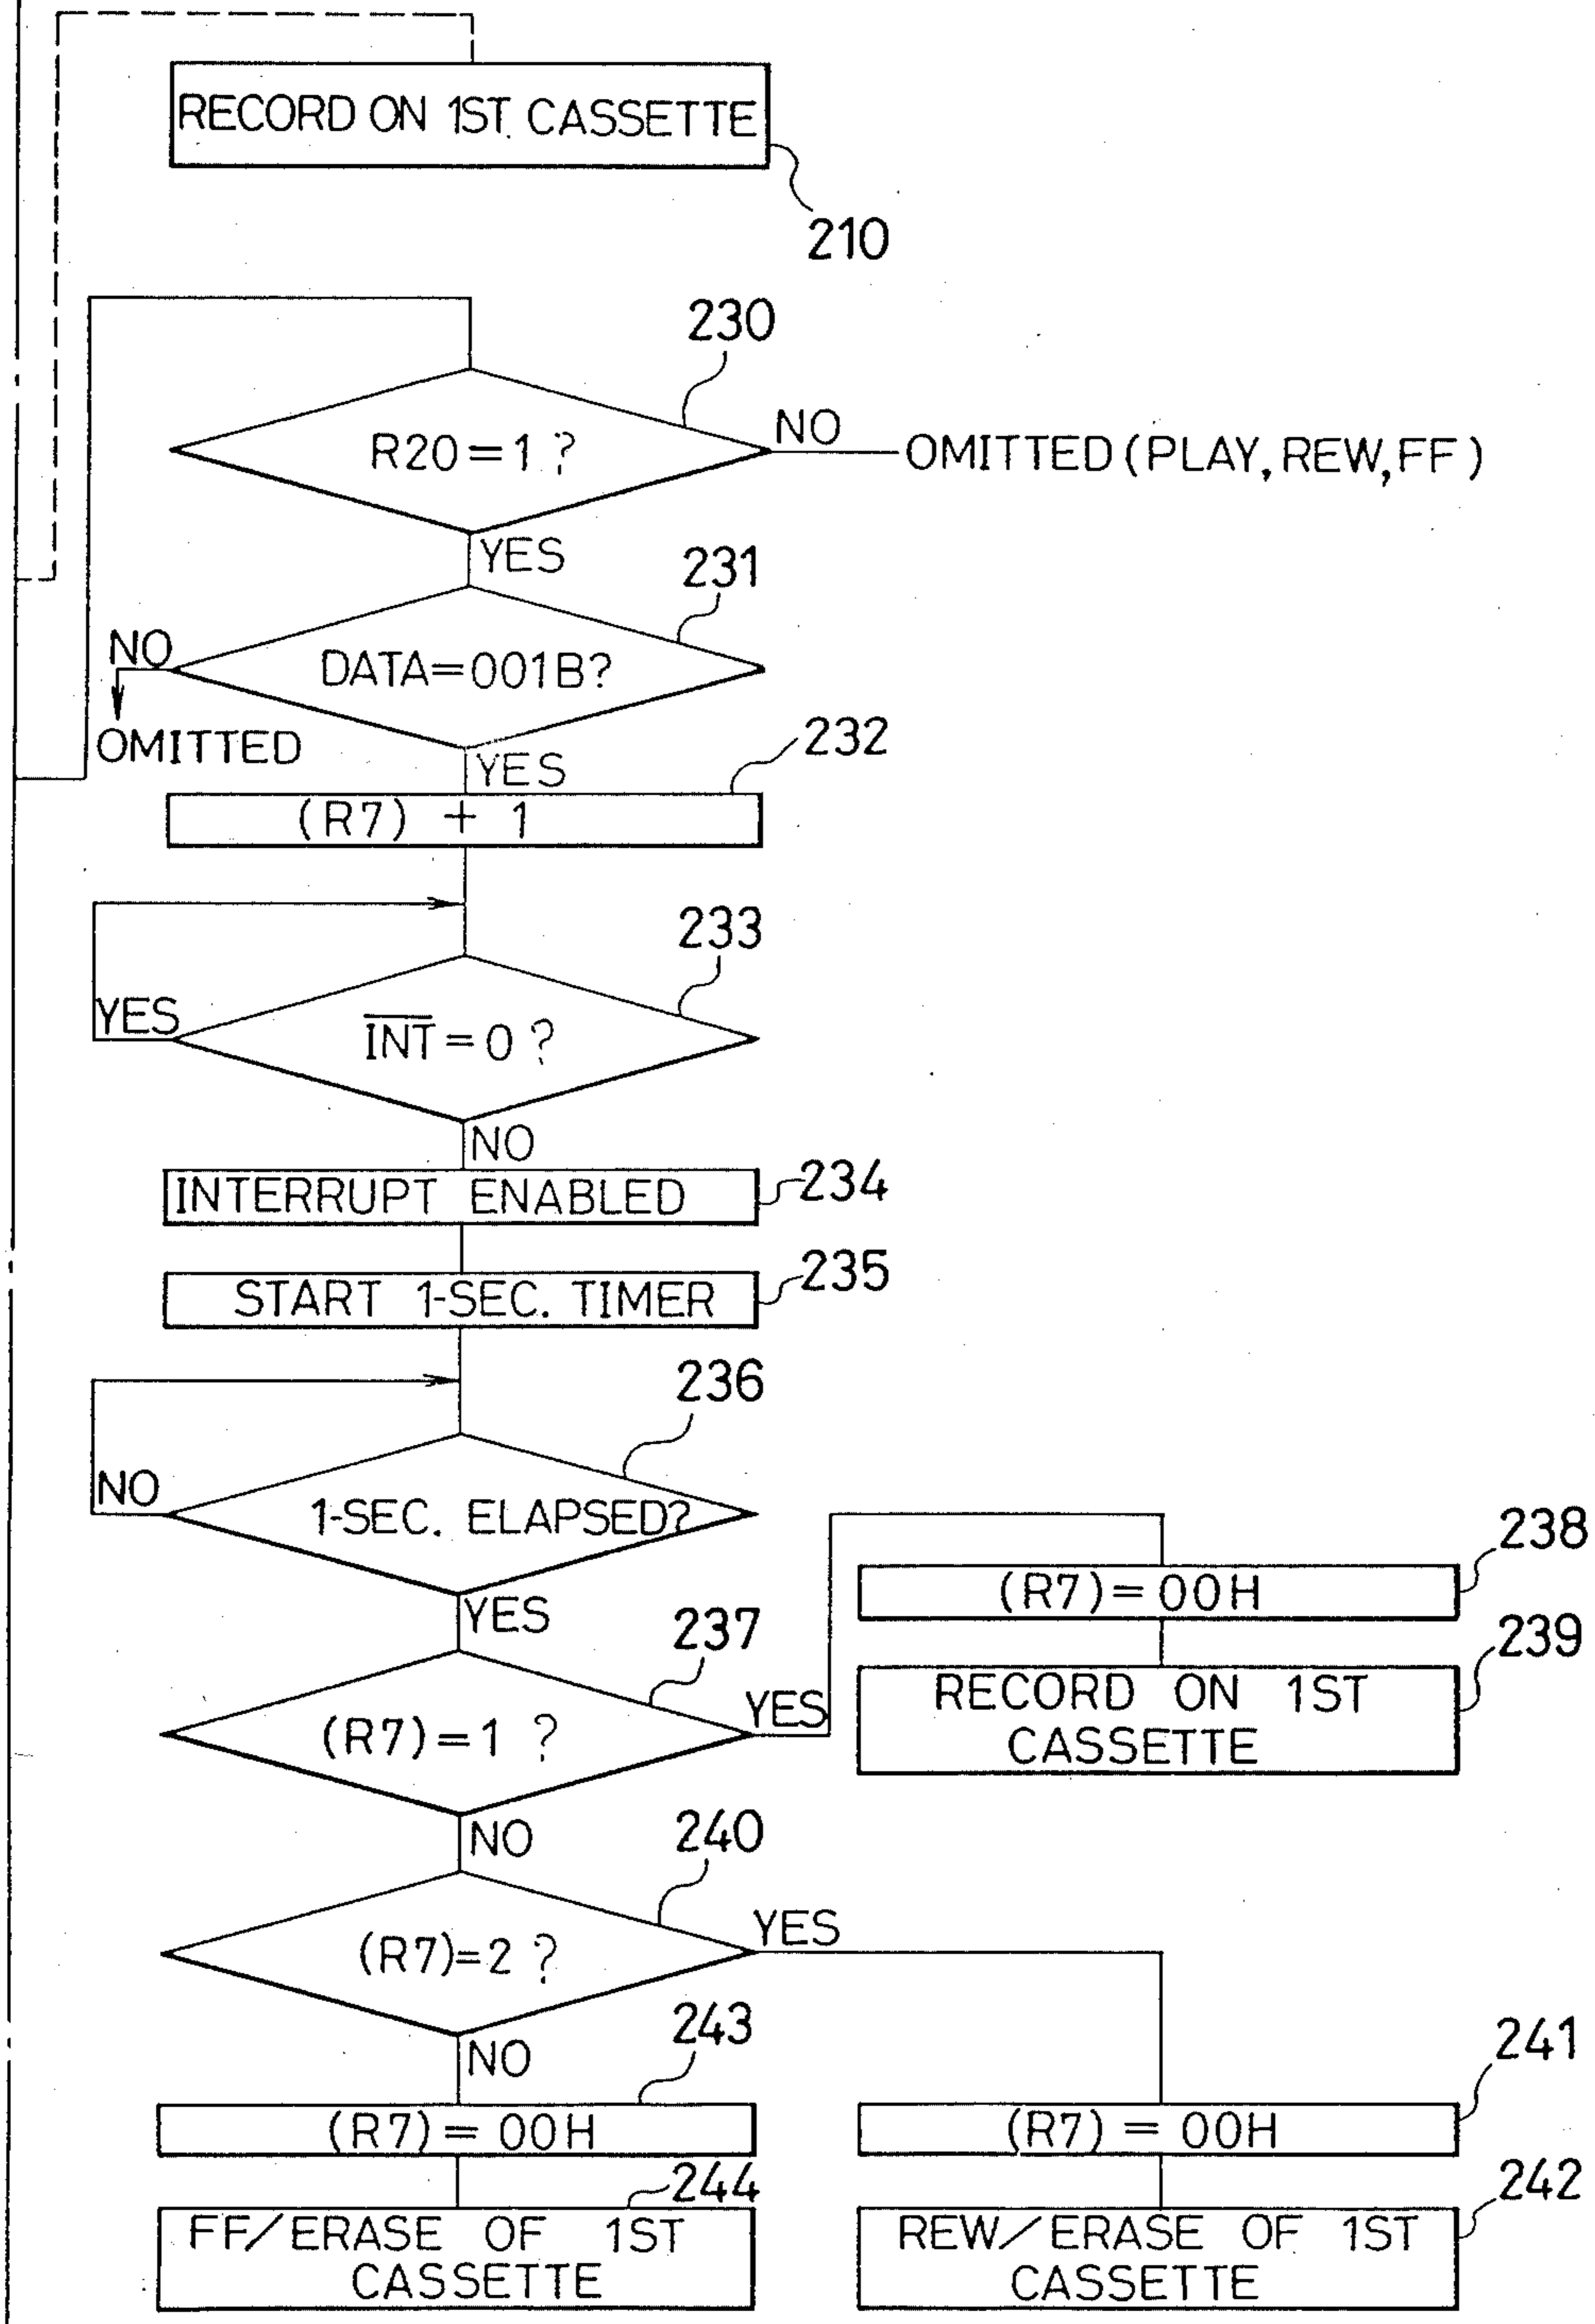 RECORD ON 1ST. CASSETTE
210
230
R20=1 ?
NO
OMITTED (PLAY, REW, FF)
YES
231
NO
DATA=001B?
OMITTED
YES
232
(R7) + 1
233
YES
I̅N̅T̅ = 0 ?
NO
INTERRUPT ENABLED
234
START 1-SEC. TIMER
235
236
NO
1-SEC. ELAPSED?
YES
238
(R7) = 00H
237
239
(R7) = 1 ?
YES
RECORD ON 1ST
CASSETTE
NO
240
(R7)=2 ?
YES
NO
243
241
(R7) = 00H
(R7) = 00H
244
242
FF/ERASE OF 1ST
CASSETTE
REW/ERASE OF 1ST
CASSETTE